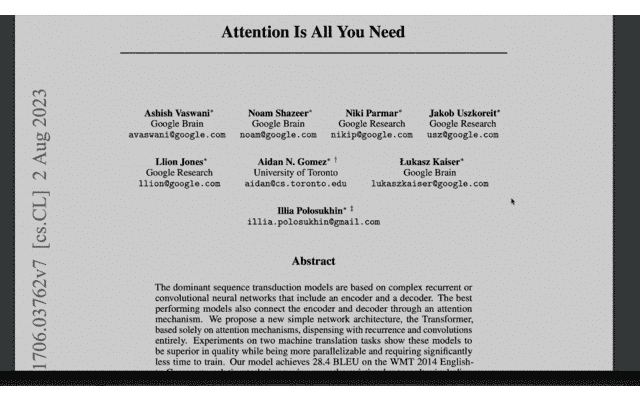 Attention Is All You Need
Ashish Vaswani*
Google Brain
avaswani@google.com
Noam Shazeer*
Google Brain
noam@google.com
Niki Parmar*
Google Research
nikip@google.com
Jakob Uszkoreit*
Google Research
usz@google.com
Llion Jones*
Google Research
llion@google.com
Aidan N. Gomez* †
University of Toronto
aidan@cs.toronto.edu
Łukasz Kaiser*
Google Brain
lukaszkaiser@google.com
Illia Polosukhin* ‡
illia.polosukhin@gmail.com
1706.03762v7 [cs.CL] 2 Aug 2023
Abstract
The dominant sequence transduction models are based on complex recurrent or
convolutional neural networks that include an encoder and a decoder. The best
performing models also connect the encoder and decoder through an attention
mechanism. We propose a new simple network architecture, the Transformer,
based solely on attention mechanisms, dispensing with recurrence and convolutions
entirely. Experiments on two machine translation tasks show these models to
be superior in quality while being more parallelizable and requiring significantly
less time to train. Our model achieves 28.4 BLEU on the WMT 2014 English-